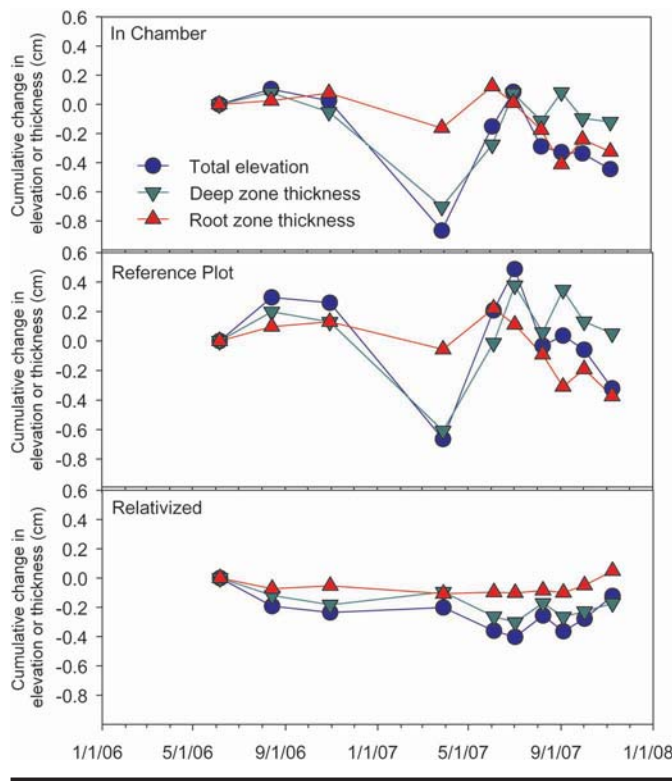 In Chamber
Cumulative change in
elevation or thickness (cm)
0.6
0.4
0.2
0.0
-0.2
-0.4
-0.6
-0.8
Total elevation
Deep zone thickness
Root zone thickness
Reference Plot
Cumulative change in
elevation or thickness (cm)
0.6
0.4
0.2
0.0
-0.2
-0.4
-0.6
-0.8
Relativized
Cumulative change in
elevation or thickness (cm)
0.6
0.4
0.2
0.0
-0.2
-0.4
-0.6
-0.8
1/1/06 5/1/06 9/1/06 1/1/07 5/1/07 9/1/07 1/1/08